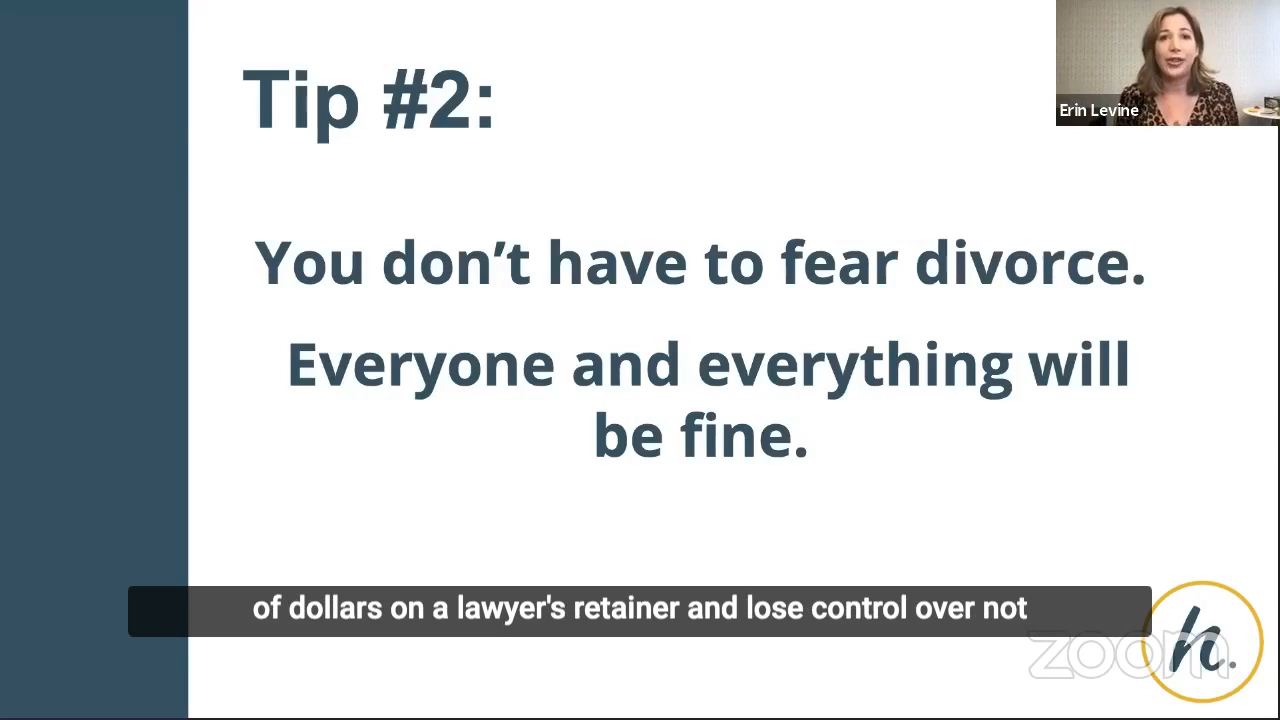 Tip #2:
Erin Levine
You don’t have to fear divorce.
Everyone and everything will
be fine.
of dollars on a lawyer's retainer and lose control over not
zoom
h.